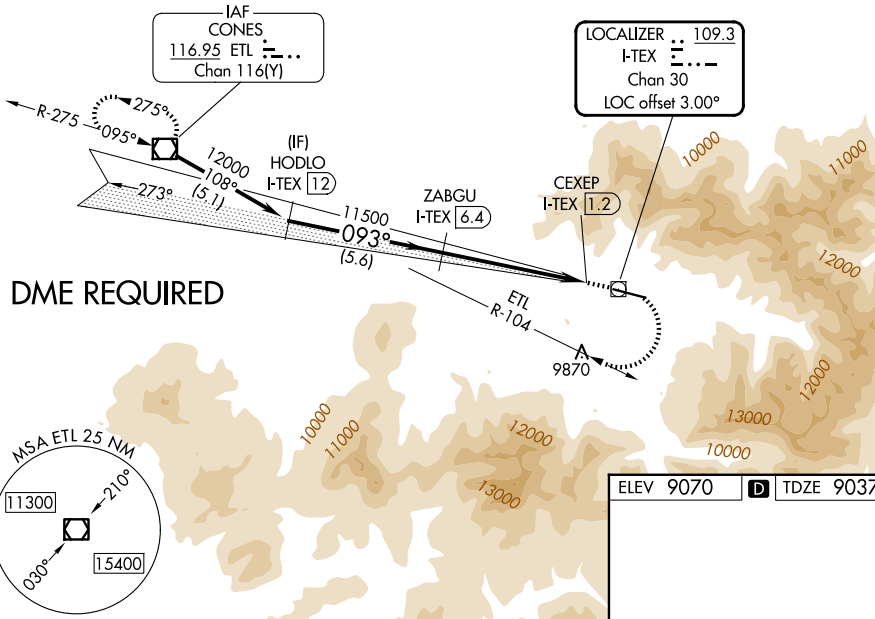 IAF
CONES
116.95 ETL
Chan 116(Y)
LOCALIZER 109.3
I-TEX
Chan 30
LOC offset 3.00°
R-275
095°
275°
12000
108°
(5.1)
(IF)
HODLO
I-TEX 12
273°
11500
093°
(5.6)
ZABGU
I-TEX 6.4
CEXEP
I-TEX 1.2
ETL
R-104
9870
10000
11000
12000
12000
13000
10000
DME REQUIRED
10000
11000
12000
13000
MSA ETL 25 NM
11300
210°
030°
15400
ELEV 9070 D TDZE 9037